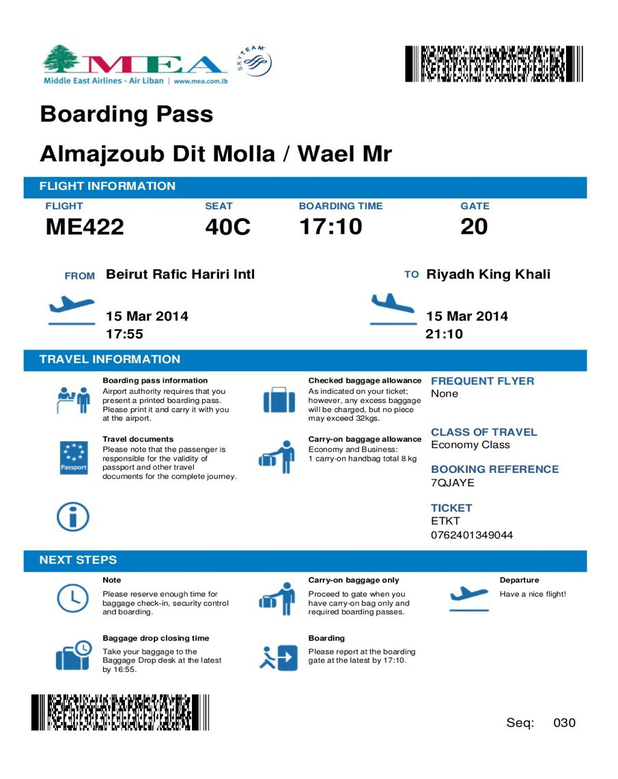 MEA
SKYTEAM
Middle East Airlines - Air Liban | www.mea.com.lb
Boarding Pass
Almajzoub Dit Molla / Wael Mr
FLIGHT INFORMATION
FLIGHT SEAT BOARDING TIME GATE
ME422 40C 17:10 20
FROM Beirut Rafic Hariri Intl TO Riyadh King Khali
15 Mar 2014 15 Mar 2014
17:55 21:10
TRAVEL INFORMATION
Boarding pass information
Airport authority requires that you
present a printed boarding pass.
Please print it and carry it with you
at the airport.
Checked baggage allowance
As indicated on your ticket;
however, any excess baggage
will be charged, but no piece
may exceed 32kgs.
FREQUENT FLYER
None
Passport
Travel documents
Please note that the passenger is
responsible for the validity of
passport and other travel
documents for the complete journey.
Carry-on baggage allowance
Economy and Business:
1 carry-on handbag total 8 kg
CLASS OF TRAVEL
Economy Class
BOOKING REFERENCE
7QJAYE
TICKET
ETKT
0762401349044
NEXT STEPS
Note
Please reserve enough time for
baggage check-in, security control
and boarding.
Carry-on baggage only
Proceed to gate when you
have carry-on bag only and
required boarding passes.
Departure
Have a nice flight!
Baggage drop closing time
Take your baggage to the
Baggage Drop desk at the latest
by 16:55.
Boarding
Please report at the boarding
gate at the latest by 17:10.
Seq: 030